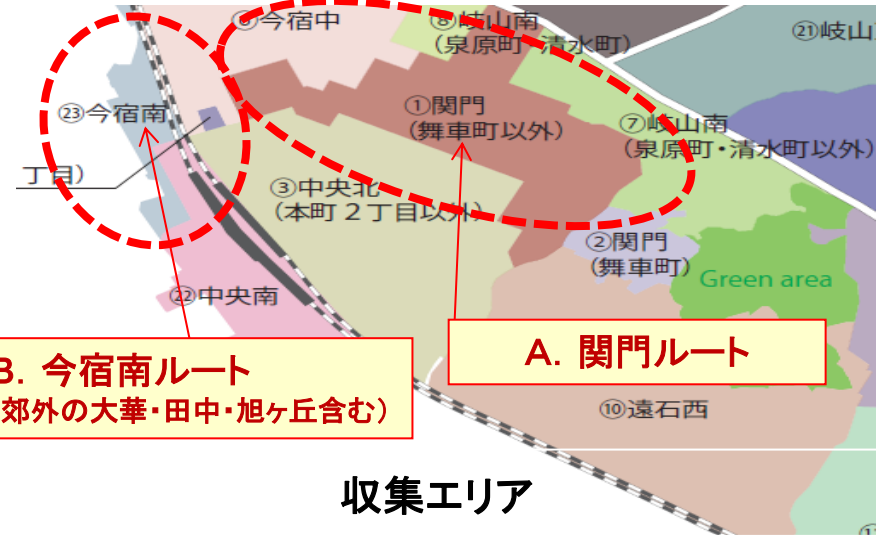 ⑥今宿中
⑧岐山南
(泉原町・清水町)
㉑岐山
㉓今宿南
①関門
(舞車町以外)
⑦岐山南
(泉原町・清水町以外)
丁目)
③中央北
(本町2丁目以外)
②関門
(舞車町)
Green area
㉒中央南
A. 関門ルート
B. 今宿南ルート
郊外の大華・田中・旭ヶ丘含む)
⑩遠石西
収集エリア